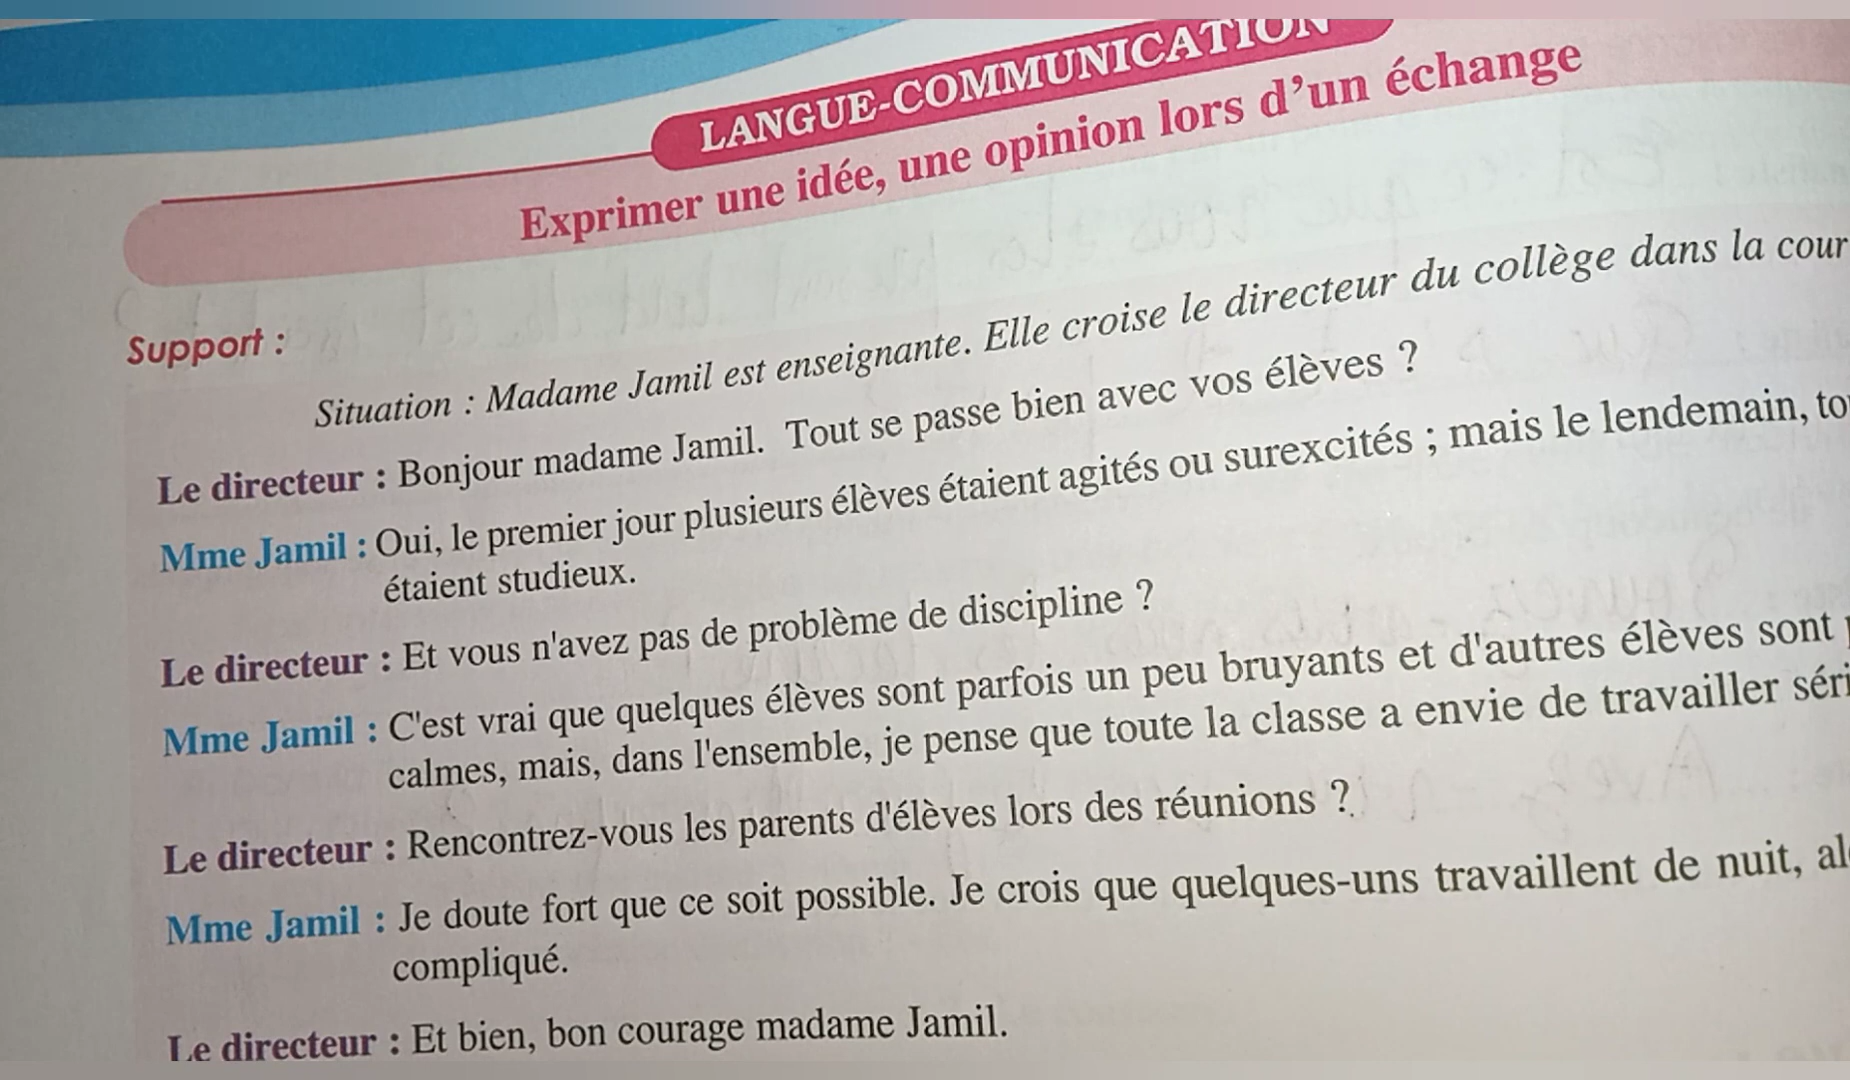 LANGUE-COMMUNICATION
Exprimer une idée, une opinion lors d'un échange
Support :
Situation : Madame Jamil est enseignante. Elle croise le directeur du collège dans la cour
Le directeur : Bonjour madame Jamil. Tout se passe bien avec vos élèves ?
Mme Jamil : Oui, le premier jour plusieurs élèves étaient agités ou surexcités ; mais le lendemain,
étaient studieux.
Le directeur : Et vous n'avez pas de problème de discipline ?
Mme Jamil : C'est vrai que quelques élèves sont parfois un peu bruyants et d'autres élèves sont
calmes, mais, dans l'ensemble, je pense que toute la classe a envie de travailler
Le directeur : Rencontrez-vous les parents d'élèves lors des réunions ?
Mme Jamil : Je doute fort que ce soit possible. Je crois que quelques-uns travaillent de nuit,
compliqué.
Le directeur : Et bien, bon courage madame Jamil.